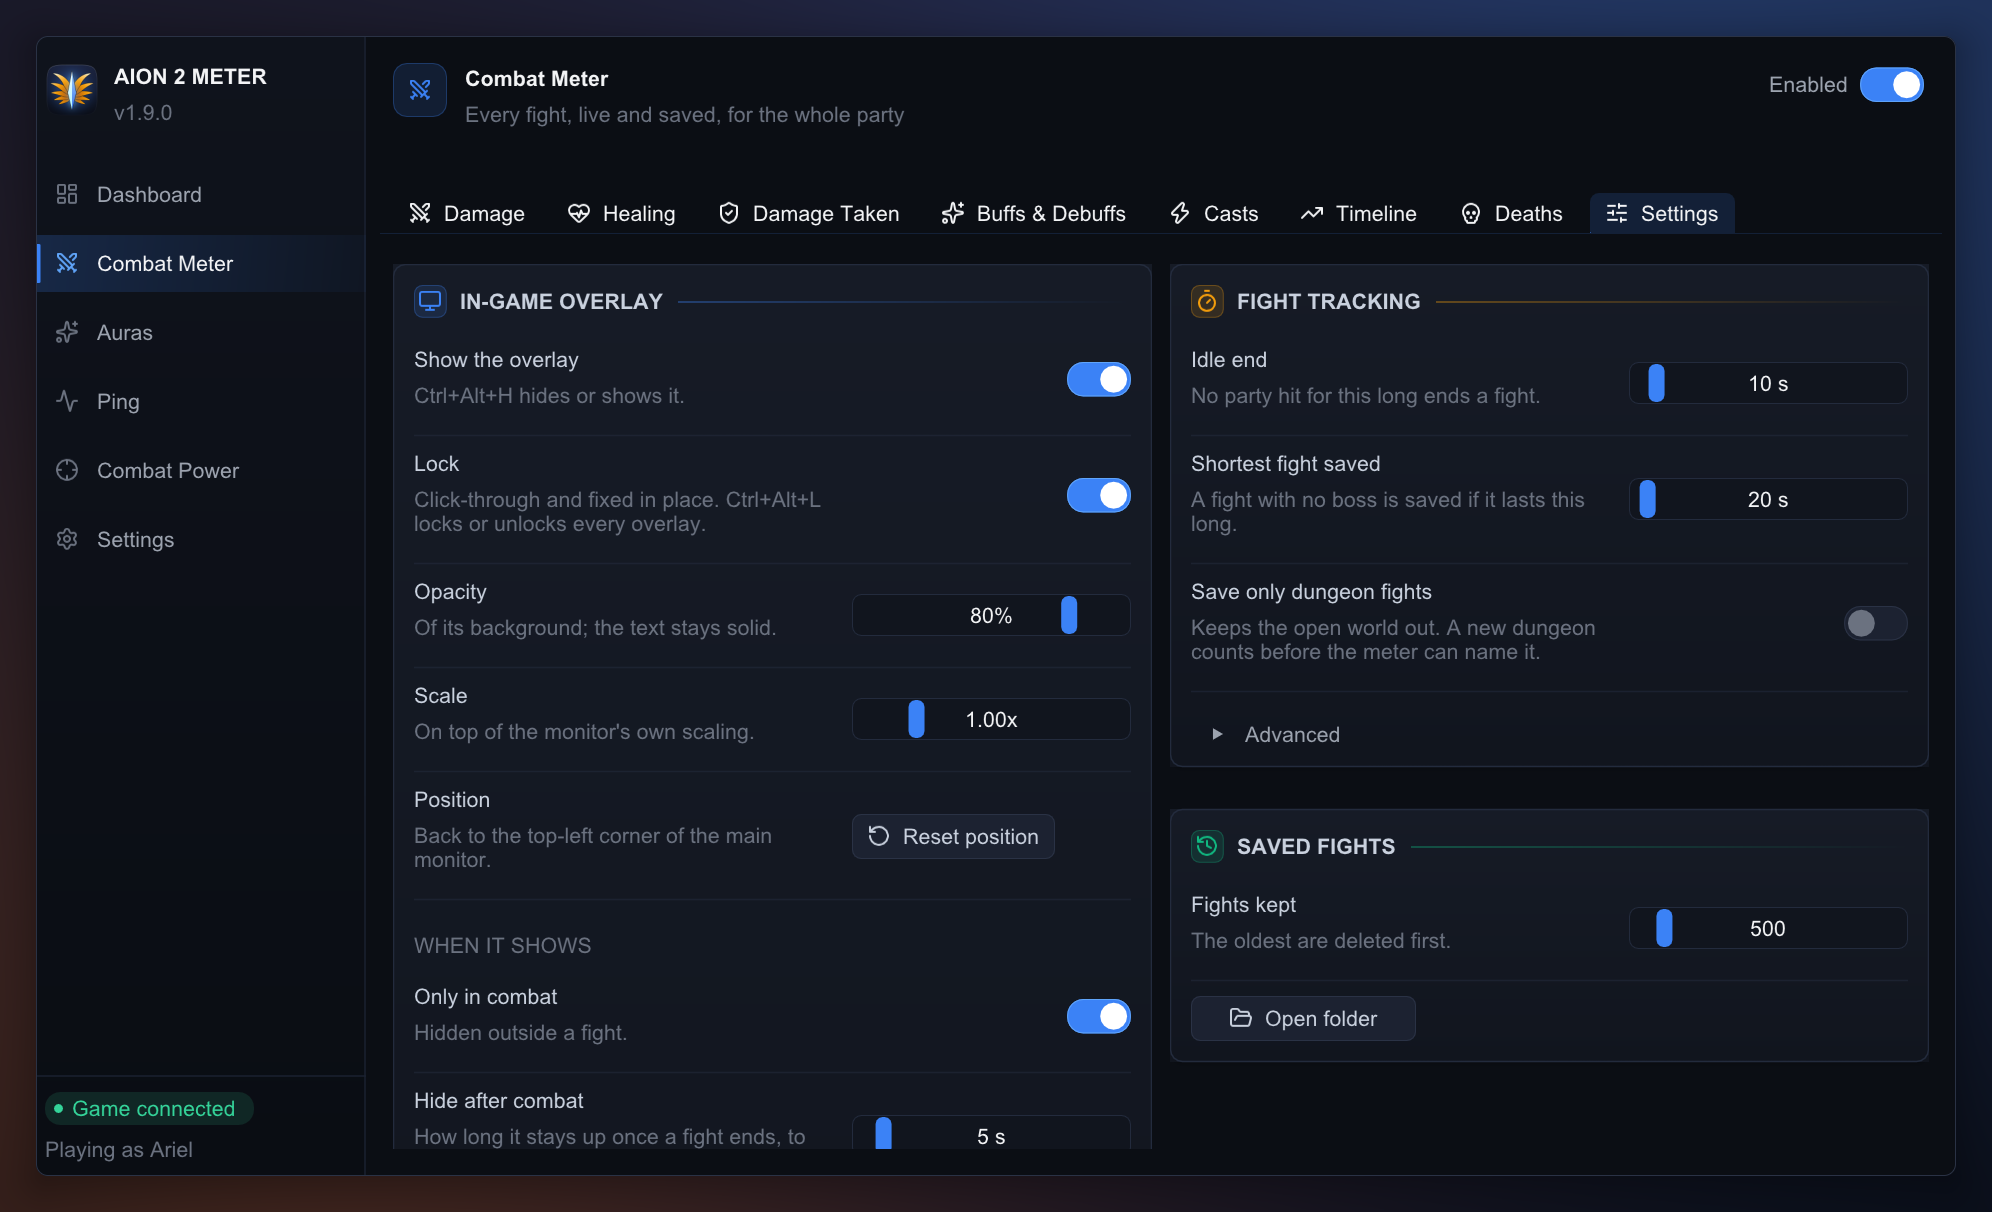 AION 2 METER
v1.9.0
Dashboard
Combat Meter
Auras
Ping
Combat Power
Settings
Game connected
Playing as Ariel
Combat Meter
Every fight, live and saved, for the whole party
Enabled
Damage
Healing
Damage Taken
Buffs & Debuffs
Casts
Timeline
Deaths
Settings
IN-GAME OVERLAY
Show the overlay
Ctrl+Alt+H hides or shows it.
Lock
Click-through and fixed in place. Ctrl+Alt+L
locks or unlocks every overlay.
Opacity
Of its background; the text stays solid.
80%
Scale
On top of the monitor's own scaling.
1.00x
Position
Back to the top-left corner of the main
monitor.
Reset position
WHEN IT SHOWS
Only in combat
Hidden outside a fight.
Hide after combat
How long it stays up once a fight ends, to
5 s
FIGHT TRACKING
Idle end
No party hit for this long ends a fight.
10 s
Shortest fight saved
A fight with no boss is saved if it lasts this
long.
20 s
Save only dungeon fights
Keeps the open world out. A new dungeon
counts before the meter can name it.
Advanced
SAVED FIGHTS
Fights kept
The oldest are deleted first.
500
Open folder